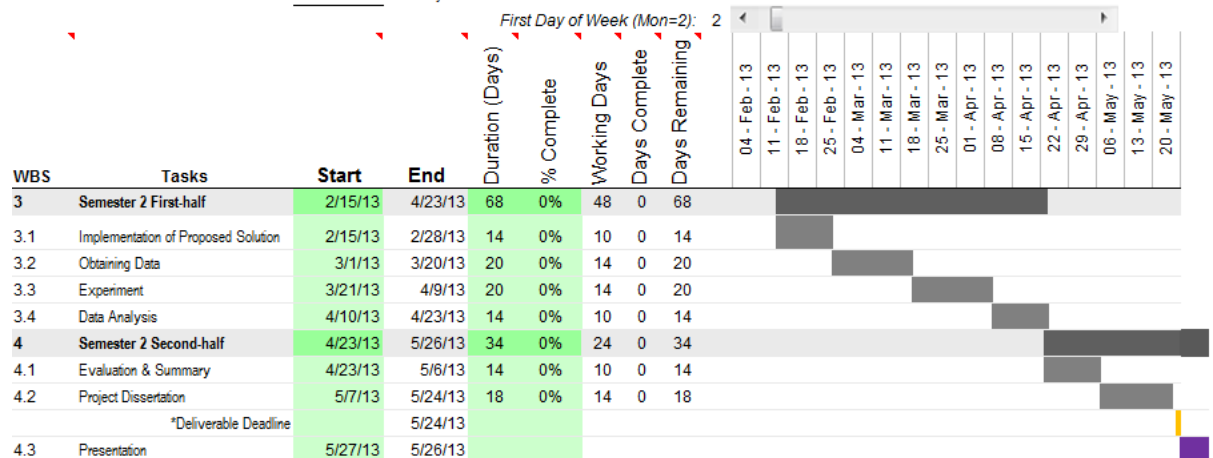 First Day of Week (Mon=2): 2
WBS Tasks Start End Duration (Days) % Complete Working Days Days Complete Days Remaining 04 - Feb - 13 11 - Feb - 13 18 - Feb - 13 25 - Feb - 13 04 - Mar - 13 11 - Mar - 13 18 - Mar - 13 25 - Mar - 13 01 - Apr - 13 08 - Apr - 13 15 - Apr - 13 22 - Apr - 13 29 - Apr - 13 06 - May - 13 13 - May - 13 20 - May - 13
3 Semester 2 First-half 2/15/13 4/23/13 68 0% 48 0 68
3.1 Implementation of Proposed Solution 2/15/13 2/28/13 14 0% 10 0 14
3.2 Obtaining Data 3/1/13 3/20/13 20 0% 14 0 20
3.3 Experiment 3/21/13 4/9/13 20 0% 14 0 20
3.4 Data Analysis 4/10/13 4/23/13 14 0% 10 0 14
4 Semester 2 Second-half 4/23/13 5/26/13 34 0% 24 0 34
4.1 Evaluation & Summary 4/23/13 5/6/13 14 0% 10 0 14
4.2 Project Dissertation 5/7/13 5/24/13 18 0% 14 0 18
*Deliverable Deadline 5/24/13
4.3 Presentation 5/27/13 5/26/13